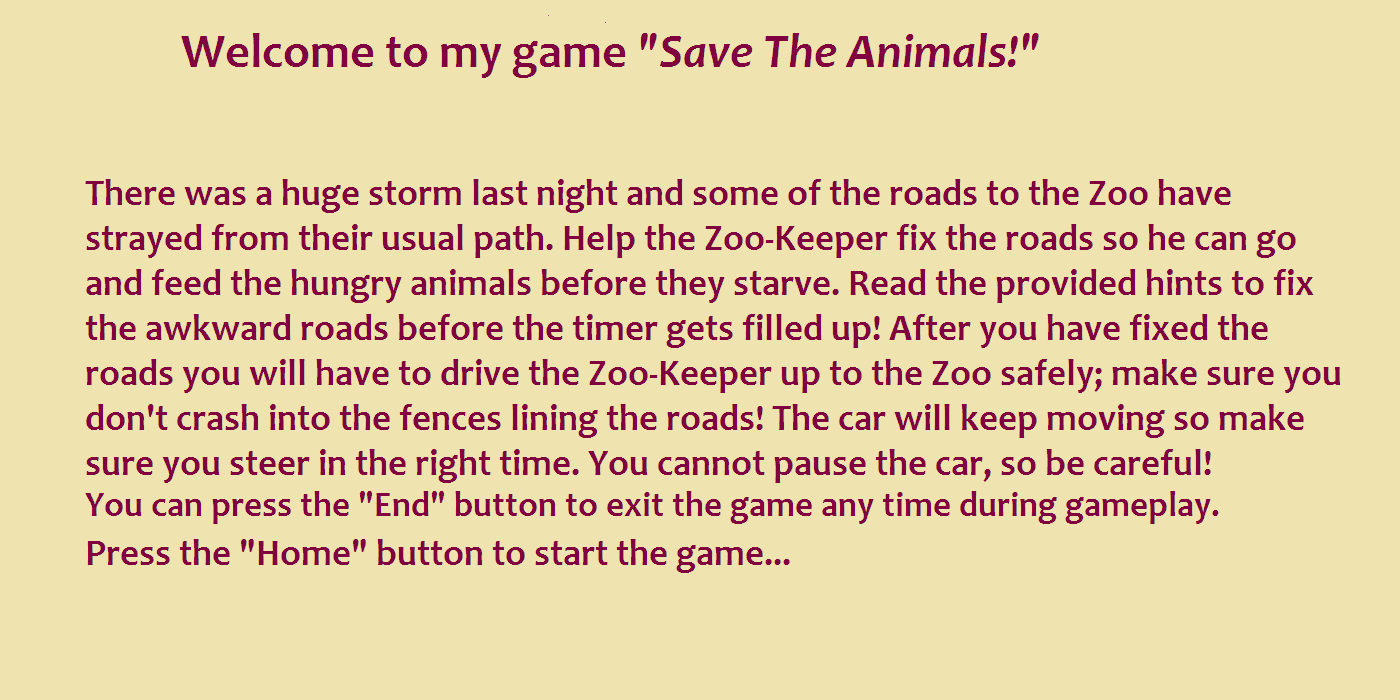 Welcome to my game "Save The Animals!"
There was a huge storm last night and some of the roads to the Zoo have
strayed from their usual path. Help the Zoo-Keeper fix the roads so he can go
and feed the hungry animals before they starve. Read the provided hints to fix
the awkward roads before the timer gets filled up! After you have fixed the
roads you will have to drive the Zoo-Keeper up to the Zoo safely; make sure you
don't crash into the fences lining the roads! The car will keep moving so make
sure you steer in the right time. You cannot pause the car, so be careful!
You can press the "End" button to exit the game any time during gameplay.
Press the "Home" button to start the game...